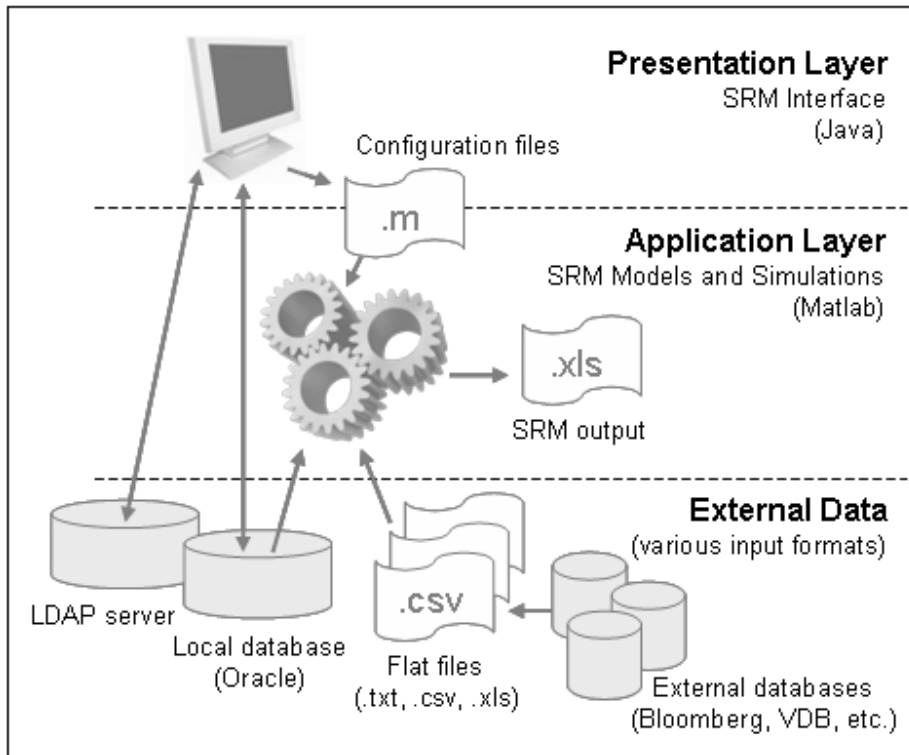 Presentation Layer
SRM Interface
(Java)
Configuration files
.m
Application Layer
SRM Models and Simulations
(Matlab)
.xls
SRM output
External Data
(various input formats)
LDAP server
Local database
(Oracle)
.csv
Flat files
(.txt, .csv, .xls)
External databases
(Bloomberg, VDB, etc.)